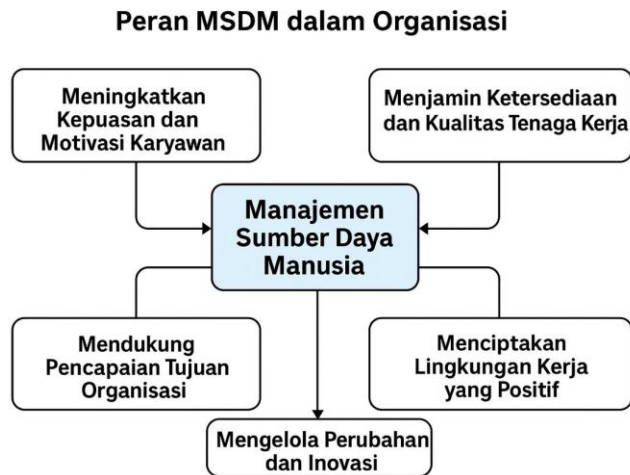 Peran MSDM dalam Organisasi
Meningkatkan
Kepuasan dan
Motivasi Karyawan
Menjamin Ketersediaan
dan Kualitas Tenaga Kerja
Manajemen
Sumber Daya
Manusia
Mendukung
Pencapaian Tujuan
Organisasi
Menciptakan
Lingkungan Kerja
yang Positif
Mengelola Perubahan
dan Inovasi